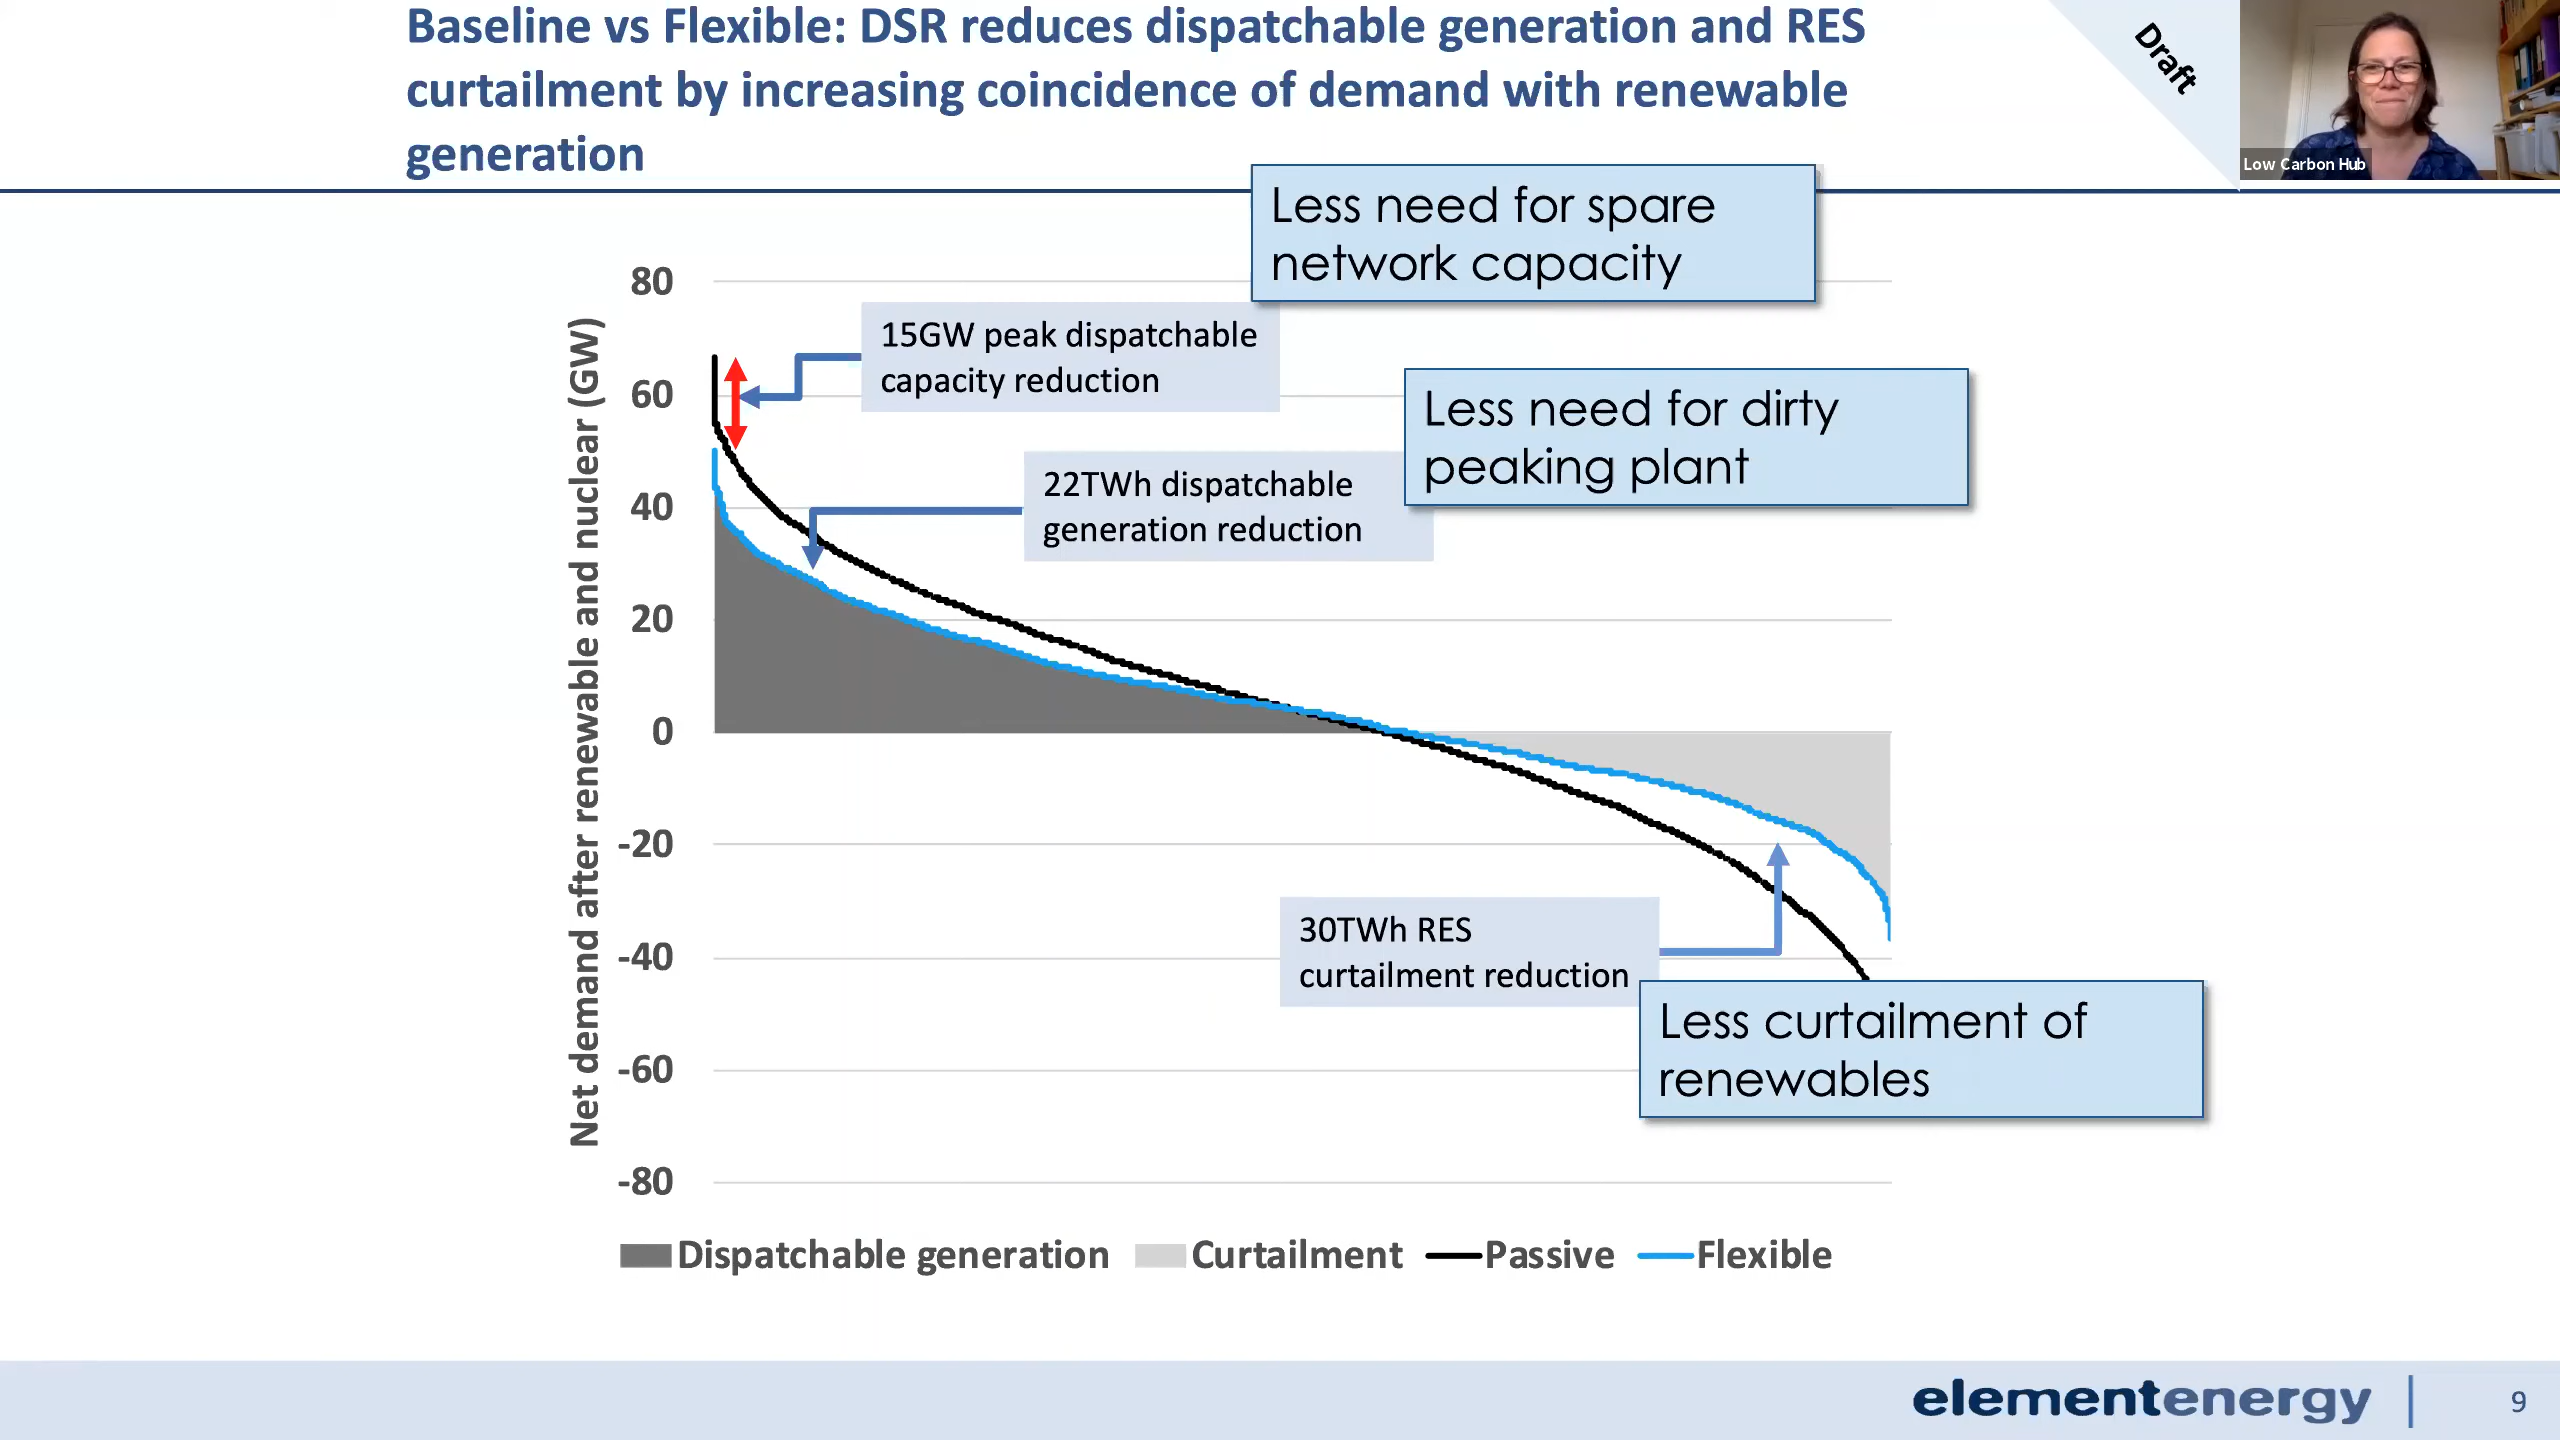 Baseline vs Flexible: DSR reduces dispatchable generation and RES
curtailment by increasing coincidence of demand with renewable
generation
Draft
Low Carbon Hub
Less need for spare
network capacity
15GW peak dispatchable
capacity reduction
Less need for dirty
peaking plant
22TWh dispatchable
generation reduction
30TWh RES
curtailment reduction
Less curtailment of
renewables
Net demand after renewable and nuclear (GW)
80
60
40
20
0
-20
-40
-60
-80
Dispatchable generation Curtailment Passive Flexible
elementenergy
9